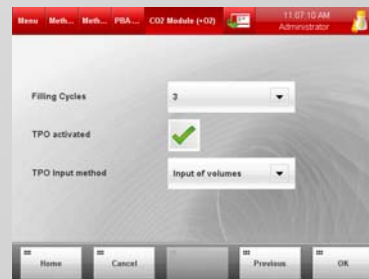 Menu Meth... Meth... PBA-... CO2 Module (+O2) 11:07:10 AM
Administrator
Filling Cycles 3
TPO activated
TPO Input method Input of volumes
Home Cancel Previous OK